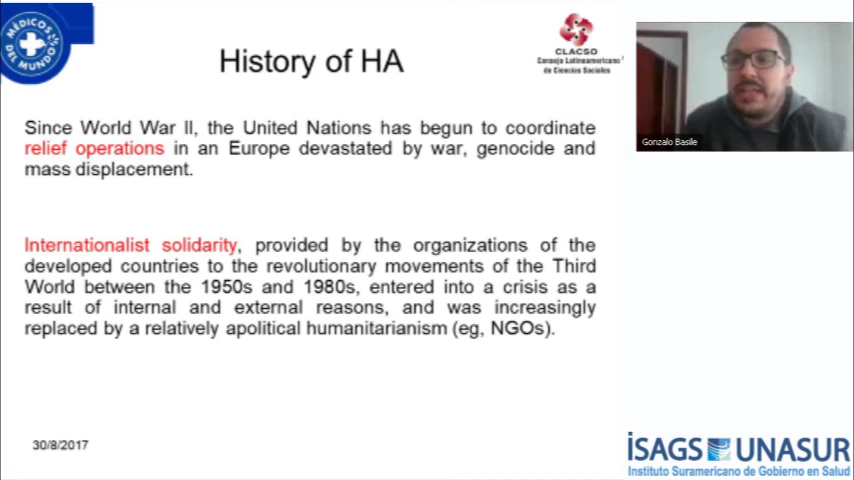 MÉDICOS
DEL MUNDO
History of HA
CLACSO
Consejo Latinoamericano
de Ciencias Sociales
Since World War II, the United Nations has begun to coordinate
relief operations in an Europe devastated by war, genocide and
mass displacement.
Internationalist solidarity, provided by the organizations of the
developed countries to the revolutionary movements of the Third
World between the 1950s and 1980s, entered into a crisis as a
result of internal and external reasons, and was increasingly
replaced by a relatively apolitical humanitarianism (eg, NGOs).
30/8/2017
Gonzalo Basile
iSAGS UNASUR
Instituto Suramericano de Gobierno en Salud